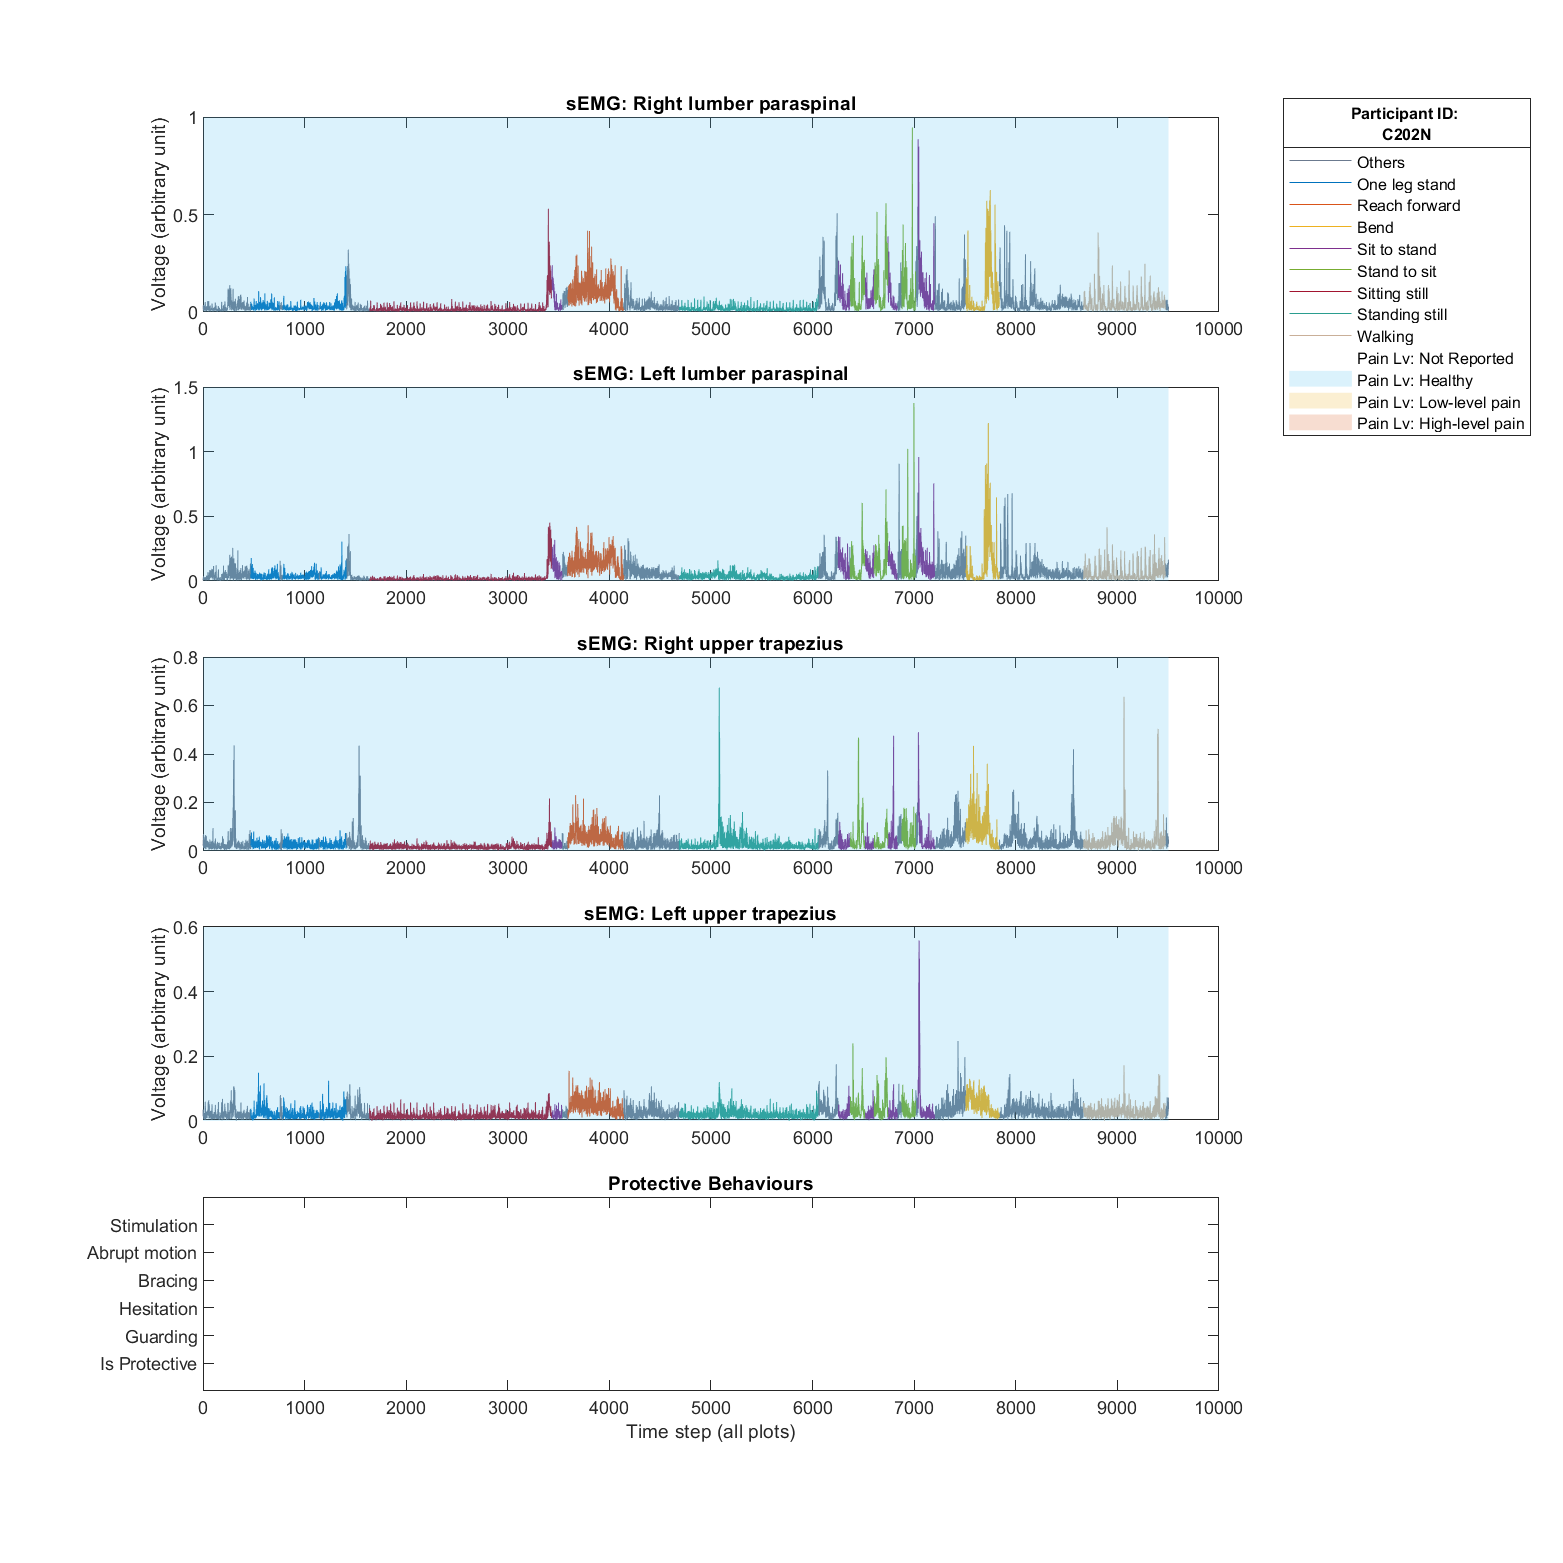 sEMG: Right lumber paraspinal
Voltage (arbitrary unit)
1
0.5
0
0 1000 2000 3000 4000 5000 6000 7000 8000 9000 10000
sEMG: Left lumber paraspinal
Voltage (arbitrary unit)
1.5
1
0.5
0
0 1000 2000 3000 4000 5000 6000 7000 8000 9000 10000
sEMG: Right upper trapezius
Voltage (arbitrary unit)
0.8
0.6
0.4
0.2
0
0 1000 2000 3000 4000 5000 6000 7000 8000 9000 10000
sEMG: Left upper trapezius
Voltage (arbitrary unit)
0.6
0.4
0.2
0
0 1000 2000 3000 4000 5000 6000 7000 8000 9000 10000
Protective Behaviours
Stimulation
Abrupt motion
Bracing
Hesitation
Guarding
Is Protective
0 1000 2000 3000 4000 5000 6000 7000 8000 9000 10000
Time step (all plots)
Participant ID:
C202N
Others
One leg stand
Reach forward
Bend
Sit to stand
Stand to sit
Sitting still
Standing still
Walking
Pain Lv: Not Reported
Pain Lv: Healthy
Pain Lv: Low-level pain
Pain Lv: High-level pain